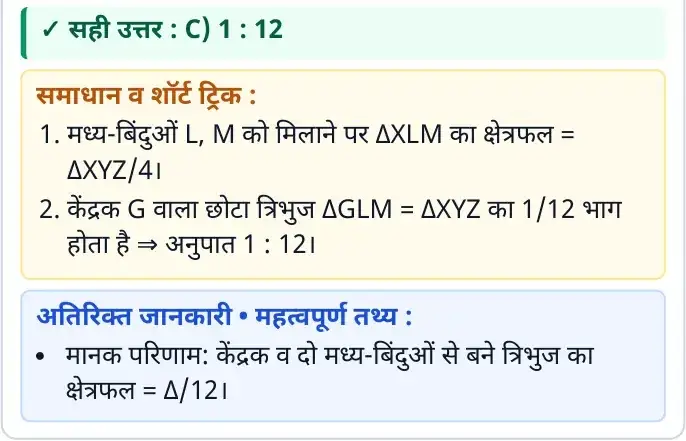 ✓ सही उत्तर : C) 1 : 12
समाधान व शॉर्ट ट्रिक :
1. मध्य-बिंदुओं L, M को मिलाने पर ΔXLM का क्षेत्रफल =
ΔXYZ/4।
2. केंद्रक G वाला छोटा त्रिभुज ΔGLM = ΔXYZ का 1/12 भाग
होता है ⇒ अनुपात 1 : 12।
अतिरिक्त जानकारी • महत्वपूर्ण तथ्य :
• मानक परिणाम: केंद्रक व दो मध्य-बिंदुओं से बने त्रिभुज का
क्षेत्रफल = Δ/12।